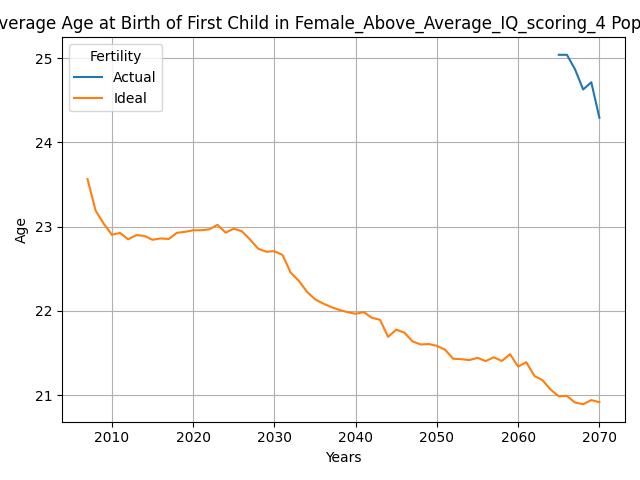 verage Age at Birth of First Child in Female_Above_Average_IQ_scoring_4 Pop
Fertility
Actual
Ideal
25
24
23
22
21
Age
2010 2020 2030 2040 2050 2060 2070
Years